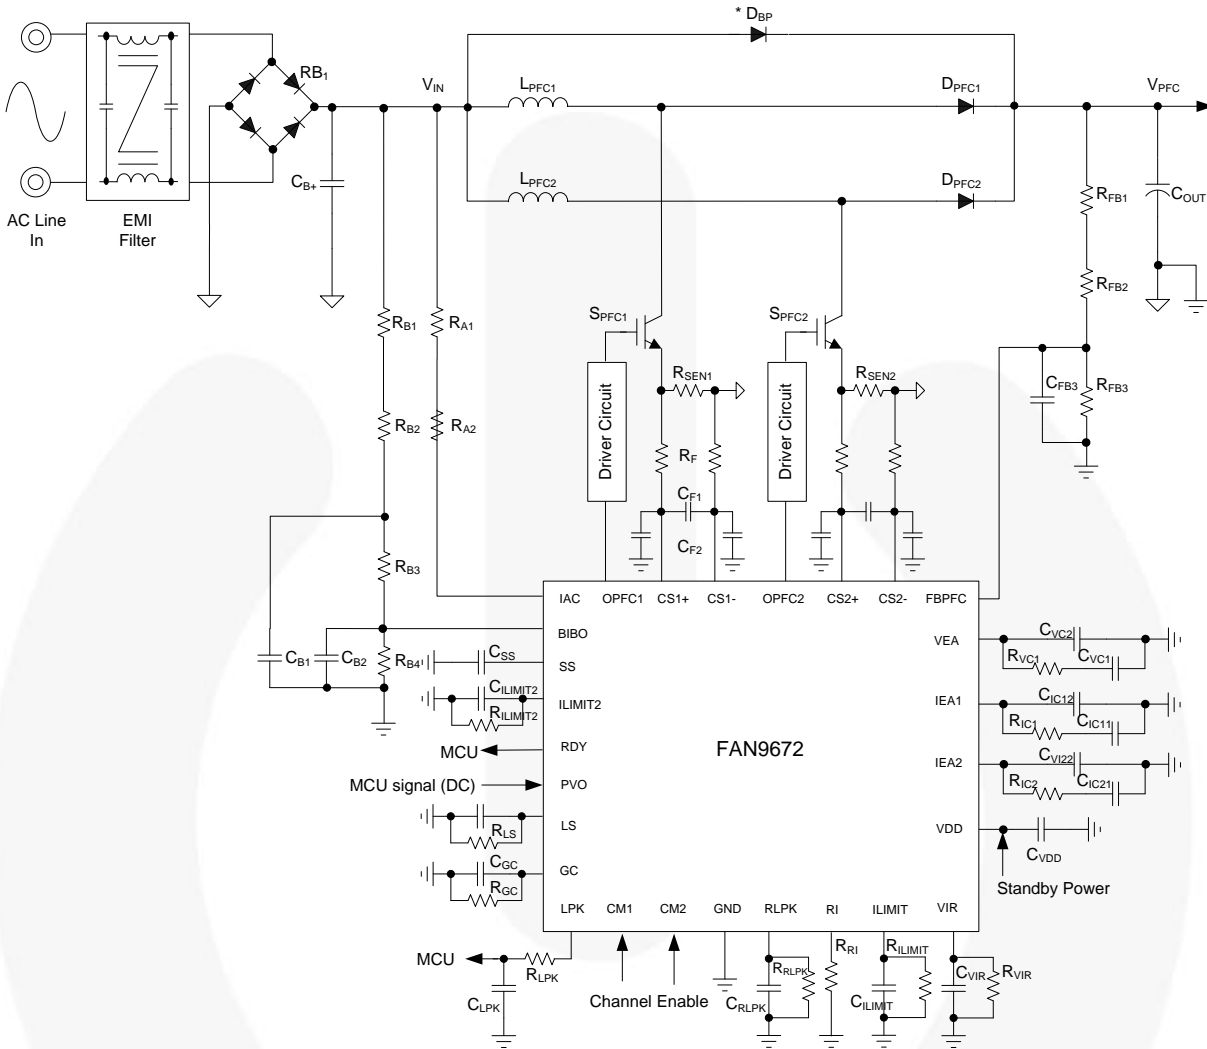 * DBP
RB1
VIN
LPFC1
DPFC1
VPFC
CB+
LPFC2
DPFC2
RFB1
COUT
AC Line
In
EMI
Filter
RFB2
RB1
RA1
SPFC1
SPFC2
RSEN1
RSEN2
CFB3
RFB3
RB2
RA2
Driver Circuit
RF
Driver Circuit
CF1
CF2
RB3
IAC
OPFC1
CS1+
CS1-
OPFC2
CS2+
CS2-
FBPFC
BIBO
VEA
CVC2
RVC1
CVC1
CB1
CB2
RB4
CSS
SS
CILIMIT2
RILIMIT2
ILIMIT2
IEA1
CIC12
RIC1
CIC11
MCU
RDY
FAN9672
IEA2
CVI22
RIC2
CIC21
MCU signal (DC)
PVO
RLS
LS
VDD
CVDD
CGC
RGC
GC
Standby Power
LPK
CM1
CM2
GND
RLPK
RI
ILIMIT
VIR
MCU
RLPK
CLPK
Channel Enable
RRLPK
CRLPK
RRI
RILIMIT
CILIMIT
CVIR
RVIR